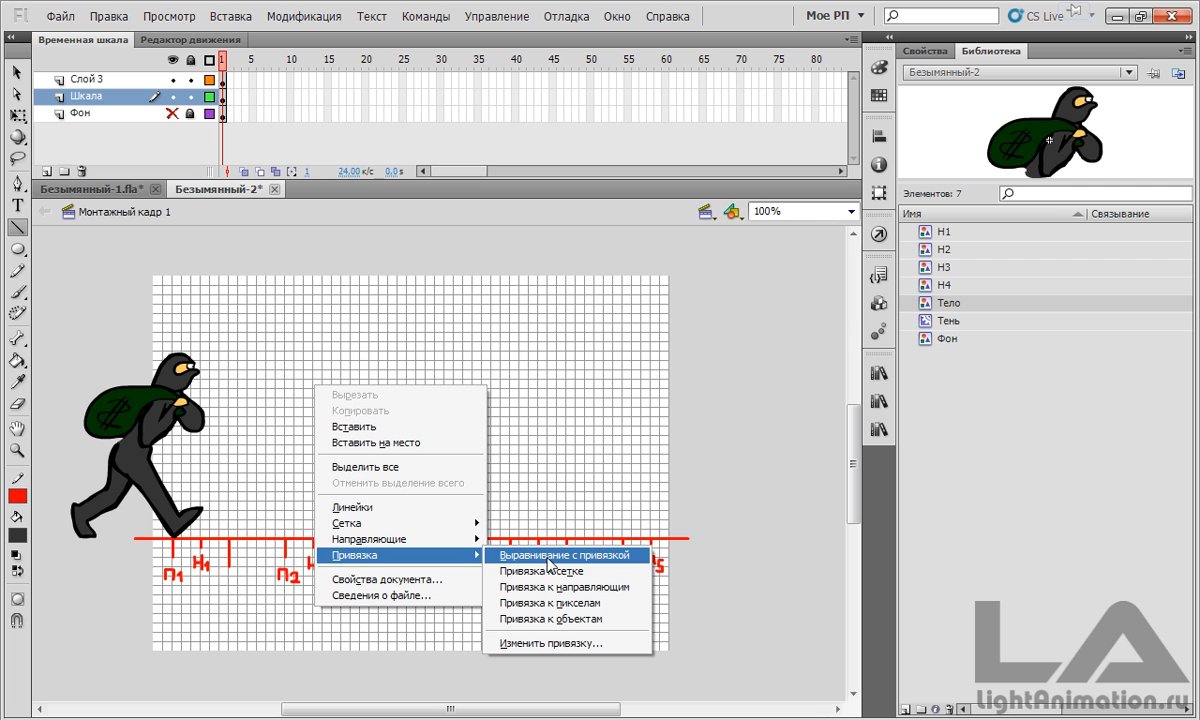 Fl Файл Правка Просмотр Вставка Модификация Текст Команды Управление Отладка Окно Справка Мое РП CS Live
Временная шкала Редактор движения
1 5 10 15 20 25 30 35 40 45 50 55 60 65 70 75 80
Слой 3
Шкала
Фон
1 24,00 к/с 0,0 s
Безымянный-1.fla* Безымянный-2*
Монтажный кадр 1 100%
Вырезать
Копировать
Вставить
Вставить на место
Выделить все
Отменить выделение всего
Линейки
Сетка
Направляющие
Привязка
Свойства документа...
Сведения о файле...
Выравнивание с привязкой
Привязка к сетке
Привязка к направляющим
Привязка к пикселам
Привязка к объектам
Изменить привязку...
П1 Н1 П2
Свойства Библиотека
Безымянный-2
Элементов: 7
Имя Связывание
Н1
Н2
Н3
Н4
Тело
Тень
Фон
LA
LightAnimation.ru